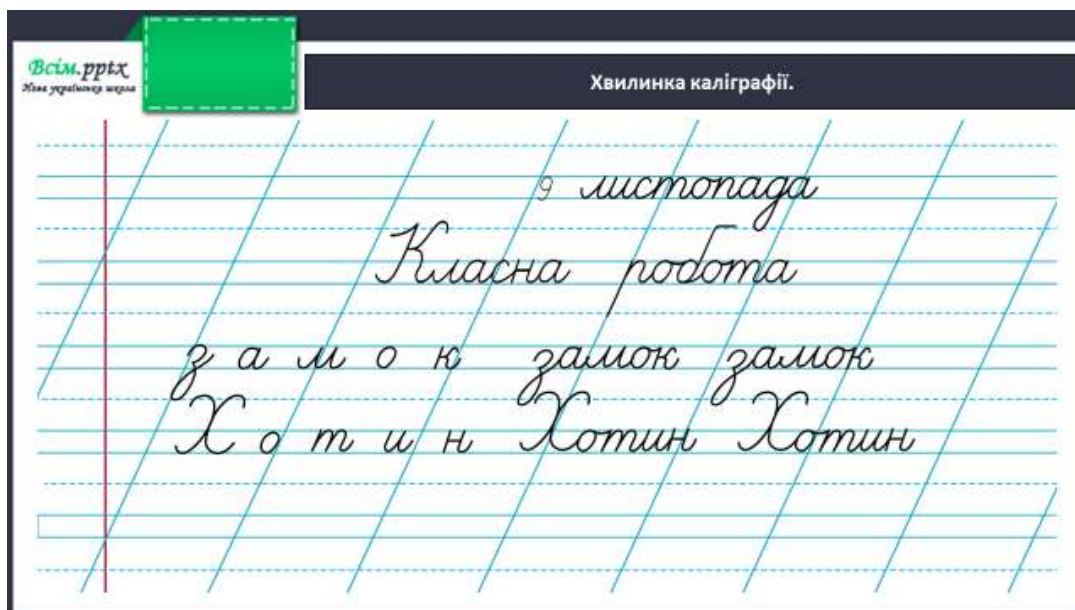 Всім.pptx
Нова українська школа
Хвилинка каліграфії.
9 листопада
Класна робота
з а м о к замок замок
Х о т и н Хотин Хотин